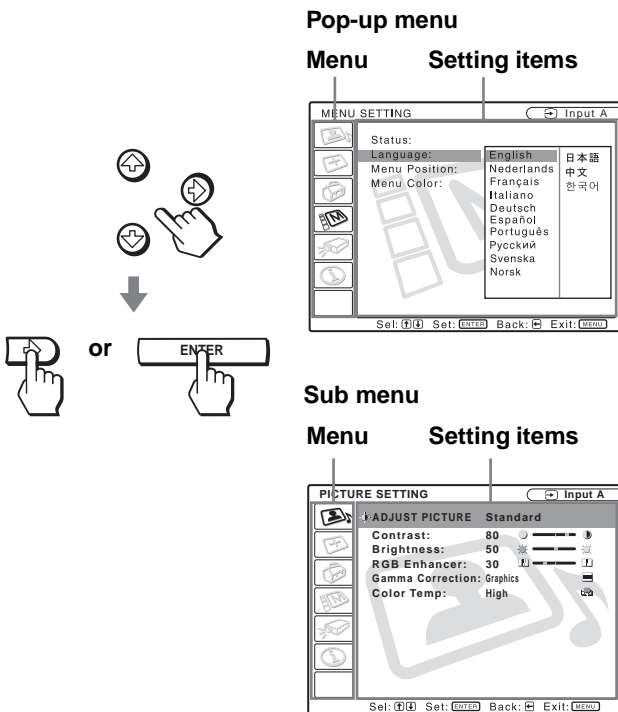 Pop-up menu
Menu Setting items
MENU SETTING Input A
Status:
Language:
Menu Position:
Menu Color:
English
Nederlands
Français
Italiano
Deutsch
Español
Português
Русский
Svenska
Norsk
日本語
中文
한국어
Sel: Set: ENTER Back: Exit: MENU
or ENTER
Sub menu
Menu Setting items
PICTURE SETTING Input A
ADJUST PICTURE Standard
Contrast: 80
Brightness: 50
RGB Enhancer: 30
Gamma Correction: Graphics
Color Temp: High
Sel: Set: ENTER Back: Exit: MENU